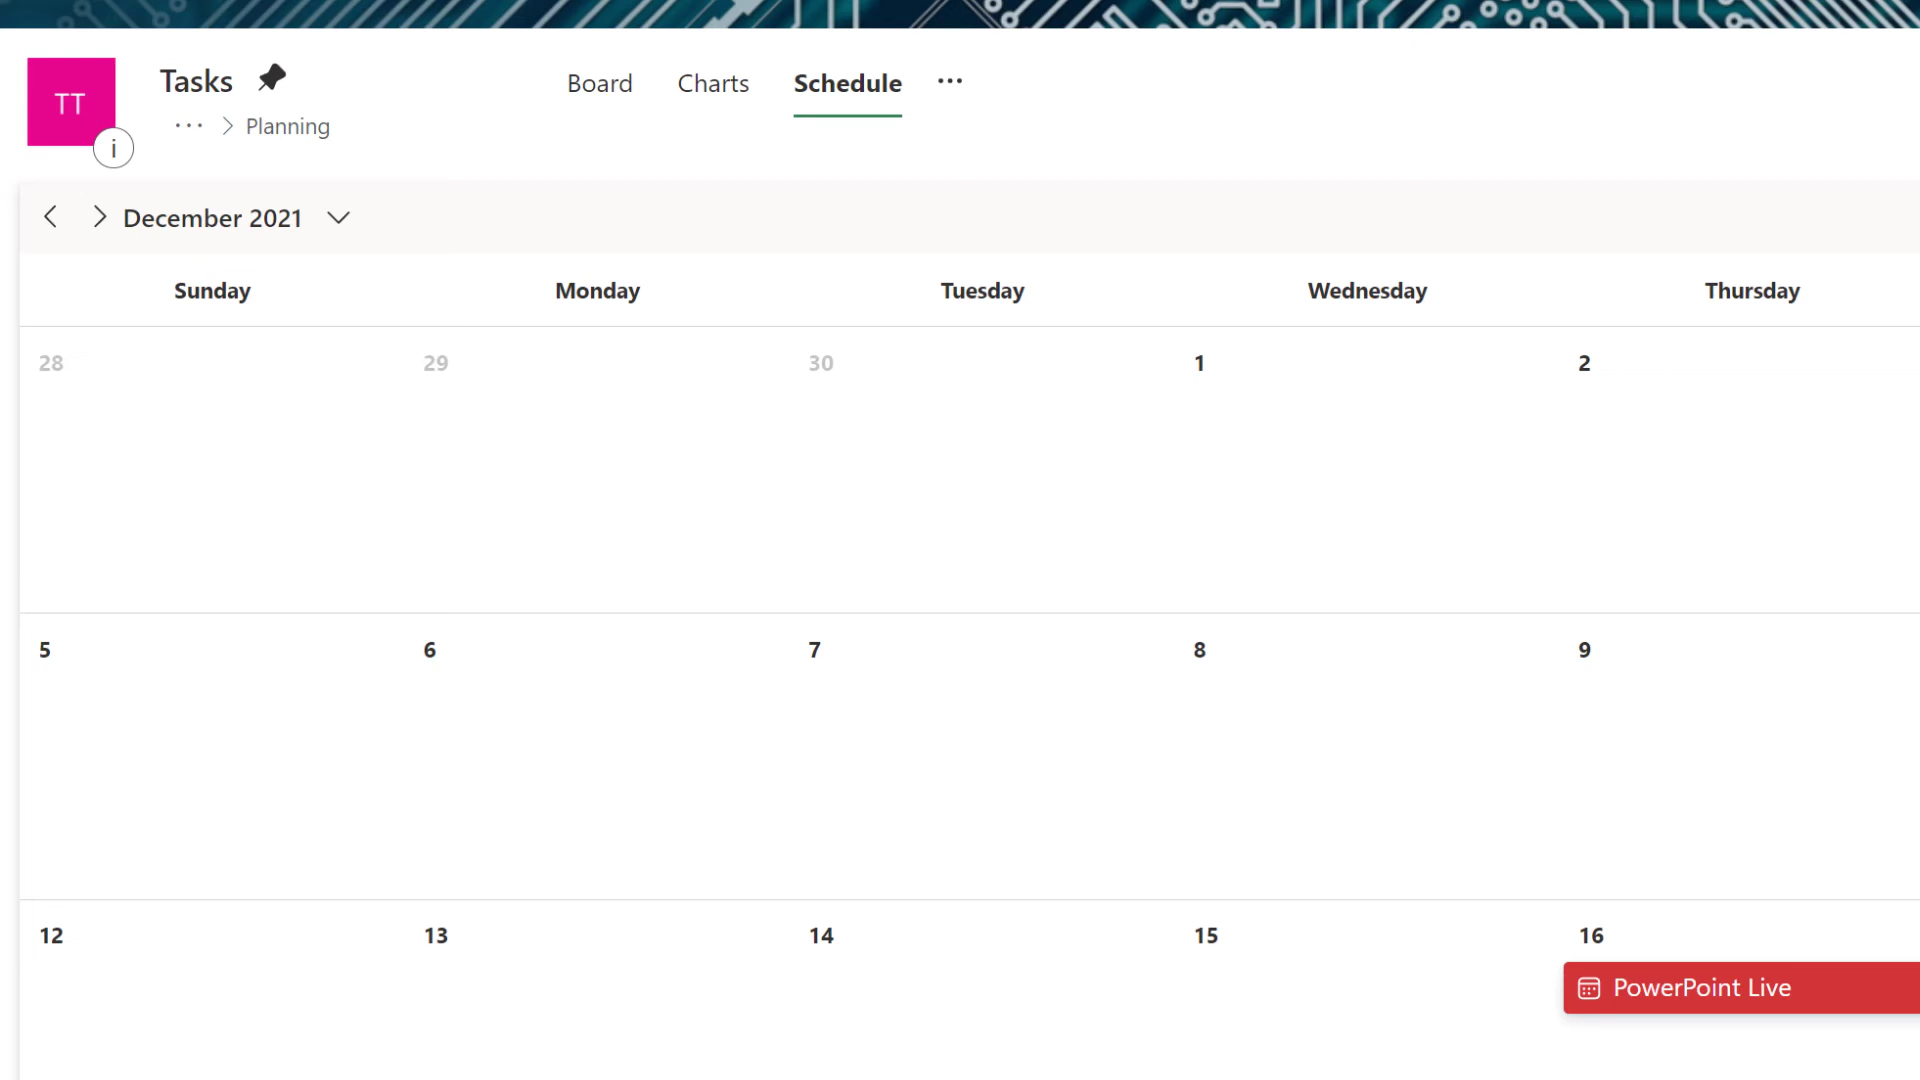 TT
i
Tasks
Board Charts Schedule ···
··· > Planning
December 2021
Sunday Monday Tuesday Wednesday Thursday
28 29 30 1 2
5 6 7 8 9
12 13 14 15 16
PowerPoint Live